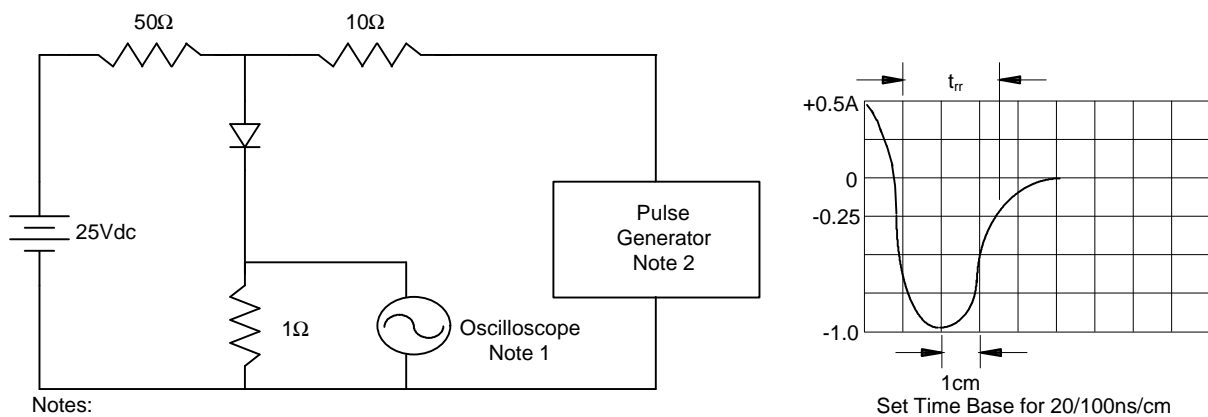 50Ω
10Ω
25Vdc
1Ω
Oscilloscope
Note 1
Pulse
Generator
Note 2
Notes:
trr
+0.5A
0
-0.25
-1.0
1cm
Set Time Base for 20/100ns/cm